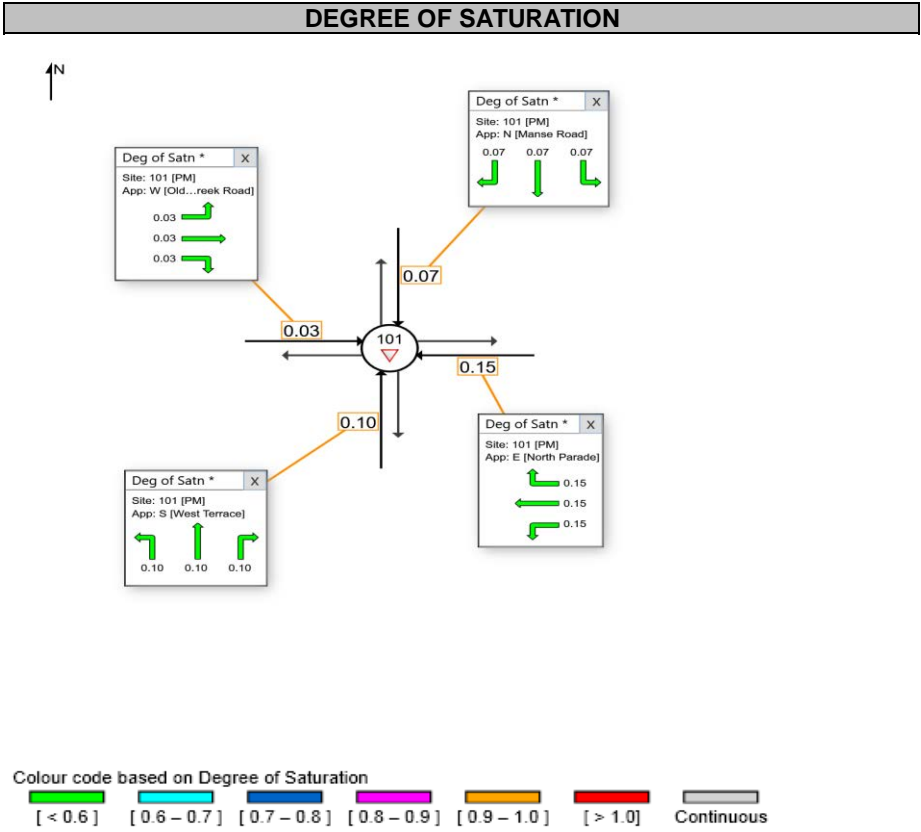 DEGREE OF SATURATION
N
Deg of Satn * X
Site: 101 [PM]
App: N [Manse Road]
0.07 0.07 0.07
Deg of Satn * X
Site: 101 [PM]
App: W [Old...reek Road]
0.03
0.03
0.03
0.07
0.03
101
0.15
0.10
Deg of Satn * X
Site: 101 [PM]
App: E [North Parade]
0.15
0.15
0.15
Deg of Satn * X
Site: 101 [PM]
App: S [West Terrace]
0.10 0.10 0.10
Colour code based on Degree of Saturation
[ < 0.6 ] [ 0.6 – 0.7 ] [ 0.7 – 0.8 ] [ 0.8 – 0.9 ] [ 0.9 – 1.0 ] [ > 1.0] Continuous